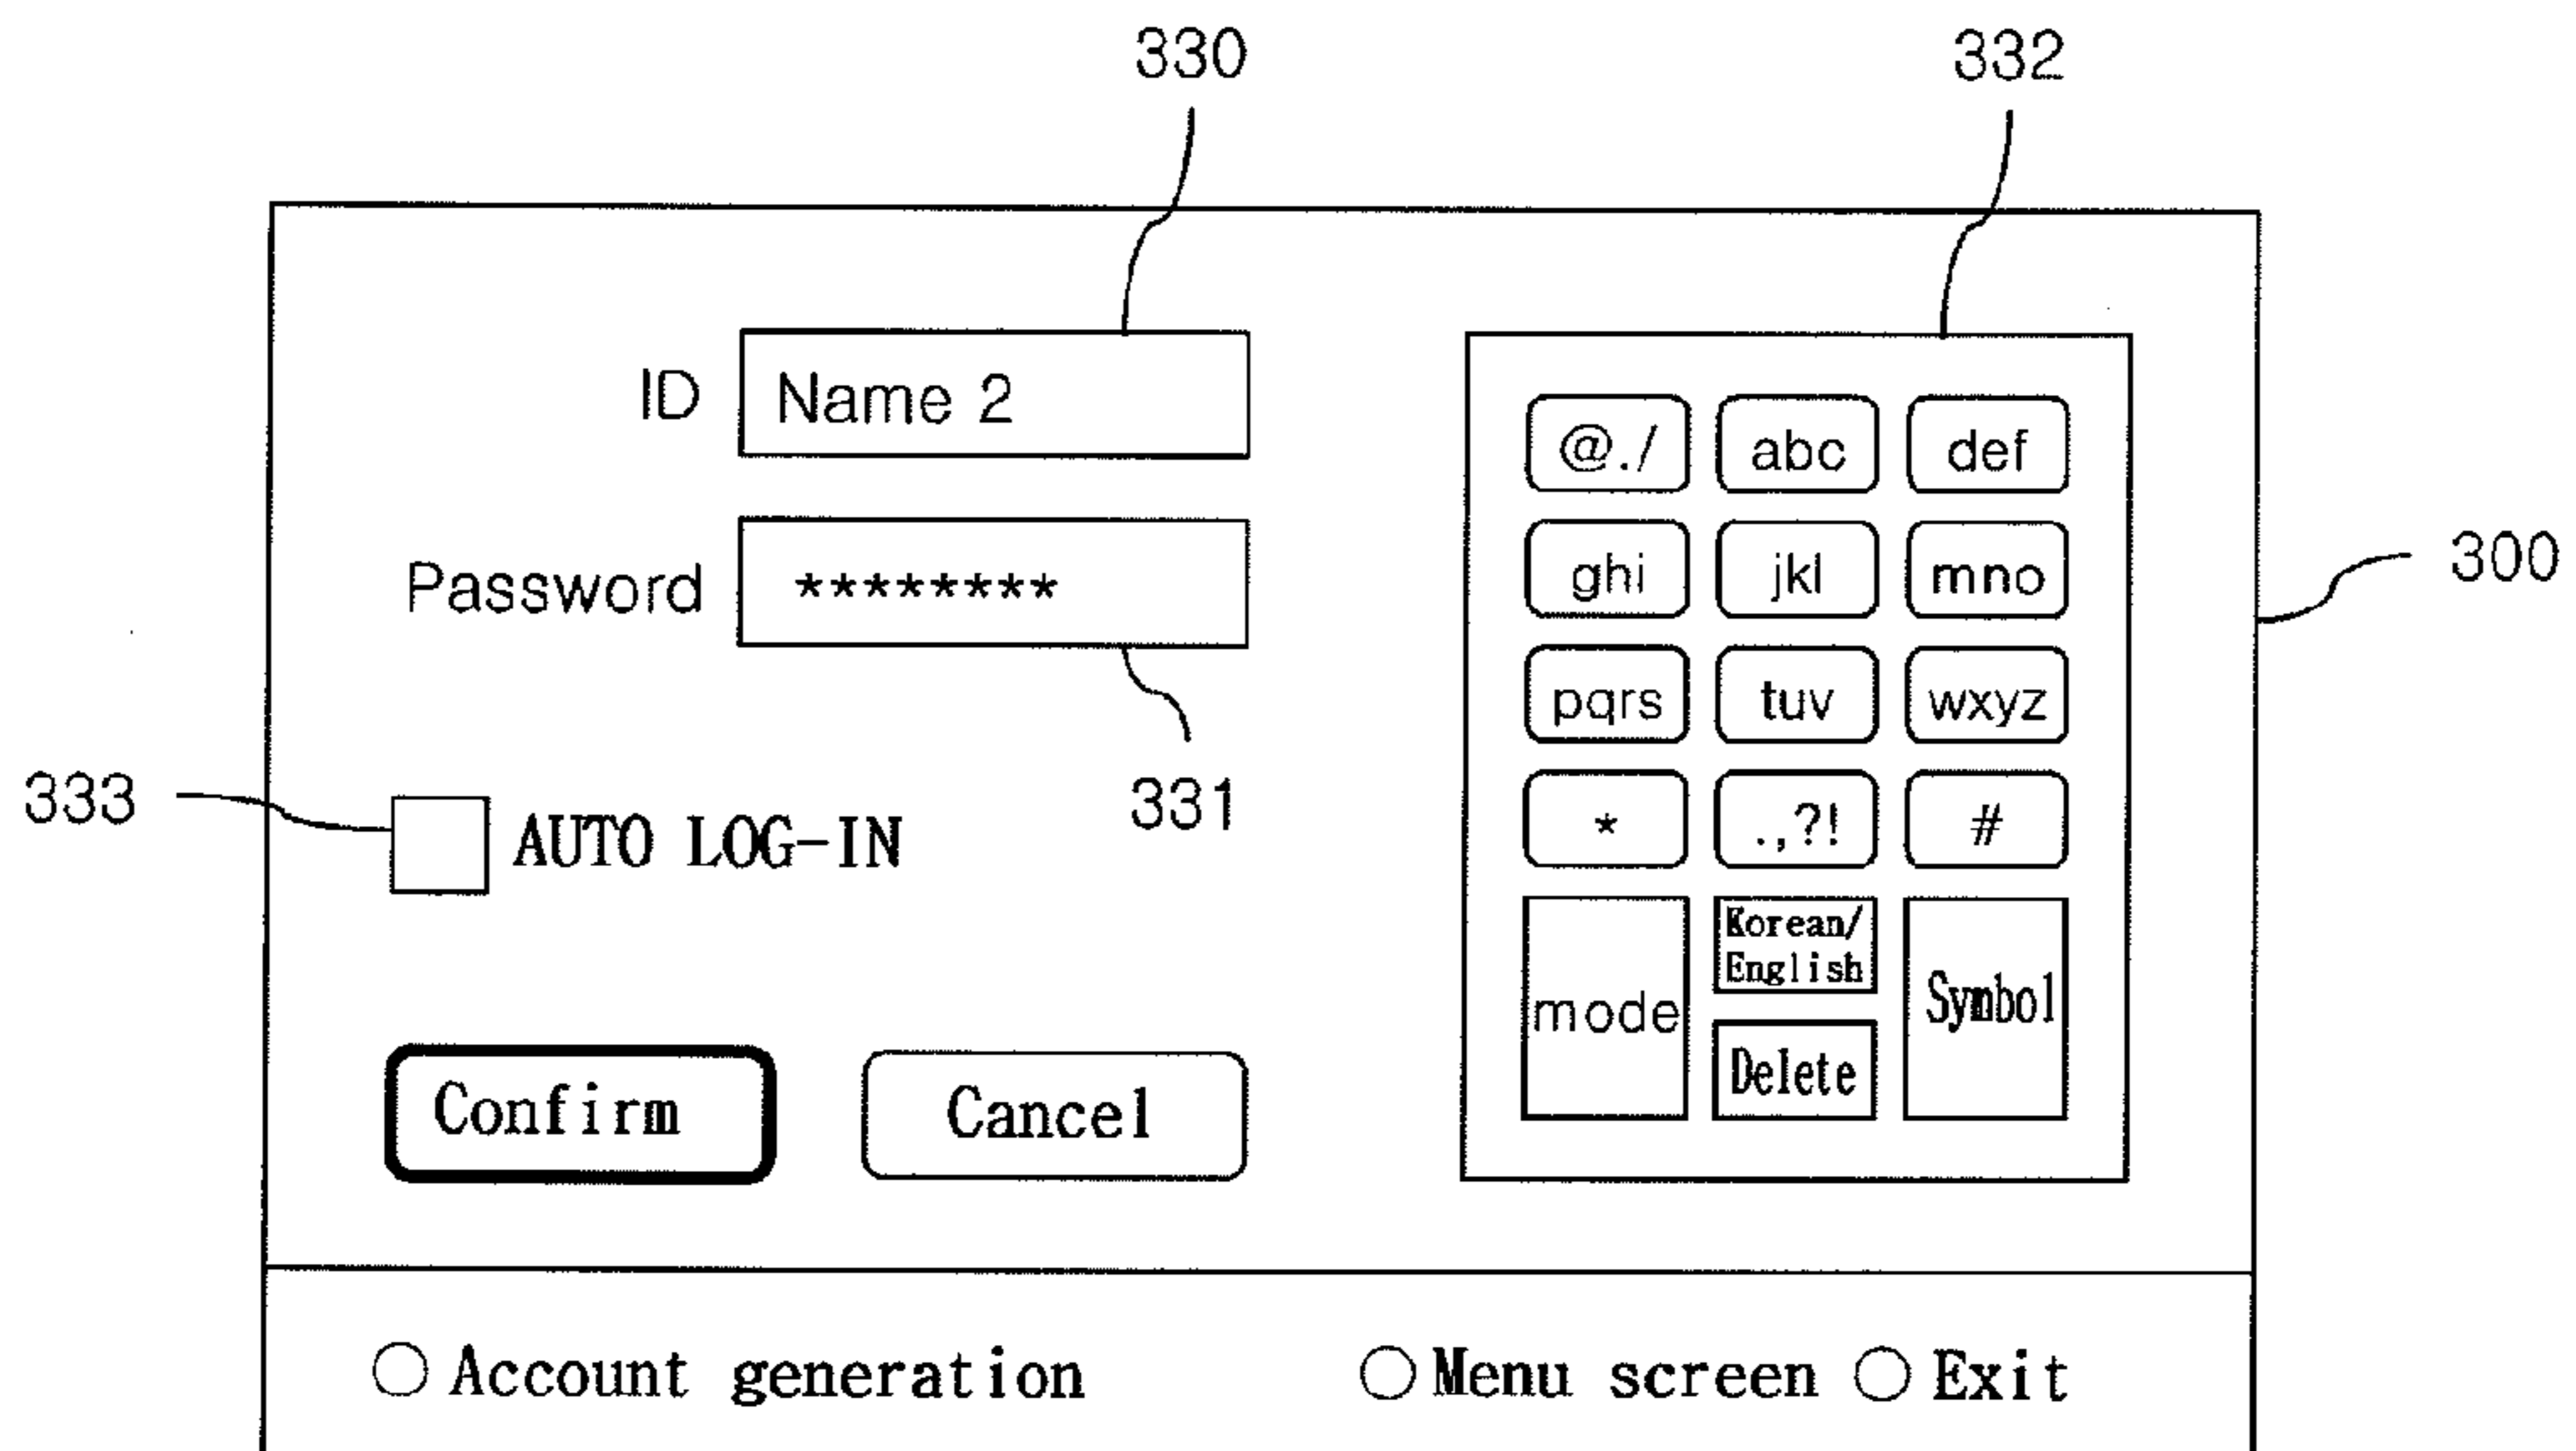 330 332
ID Name 2
@./ abc def
Password ********
ghi jkl mno
300
pqrs tuv wxyz
333
AUTO LOG-IN
331
* .,?! #
mode
Korean/
English
Symbol
Delete
Confirm Cancel
Account generation Menu screen Exit